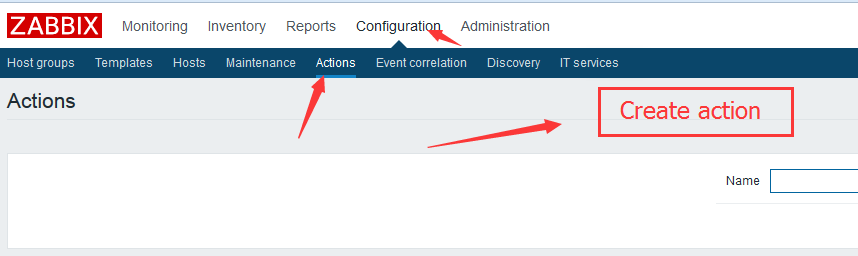 ZABBIX Monitoring Inventory Reports Configuration Administration
Host groups Templates Hosts Maintenance Actions Event correlation Discovery IT services
Actions
Create action
Name